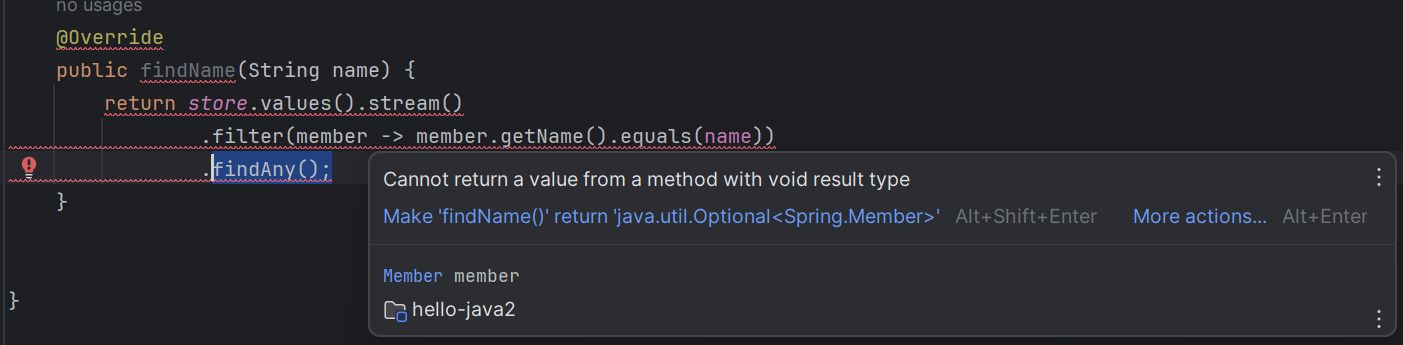 no usages
@Override
public findName(String name) {
return store.values().stream()
.filter(member -> member.getName().equals(name))
.findAny();
}
}
Cannot return a value from a method with void result type
Make 'findName()' return 'java.util.Optional<Spring.Member>' Alt+Shift+Enter More actions... Alt+Enter
Member member
hello-java2